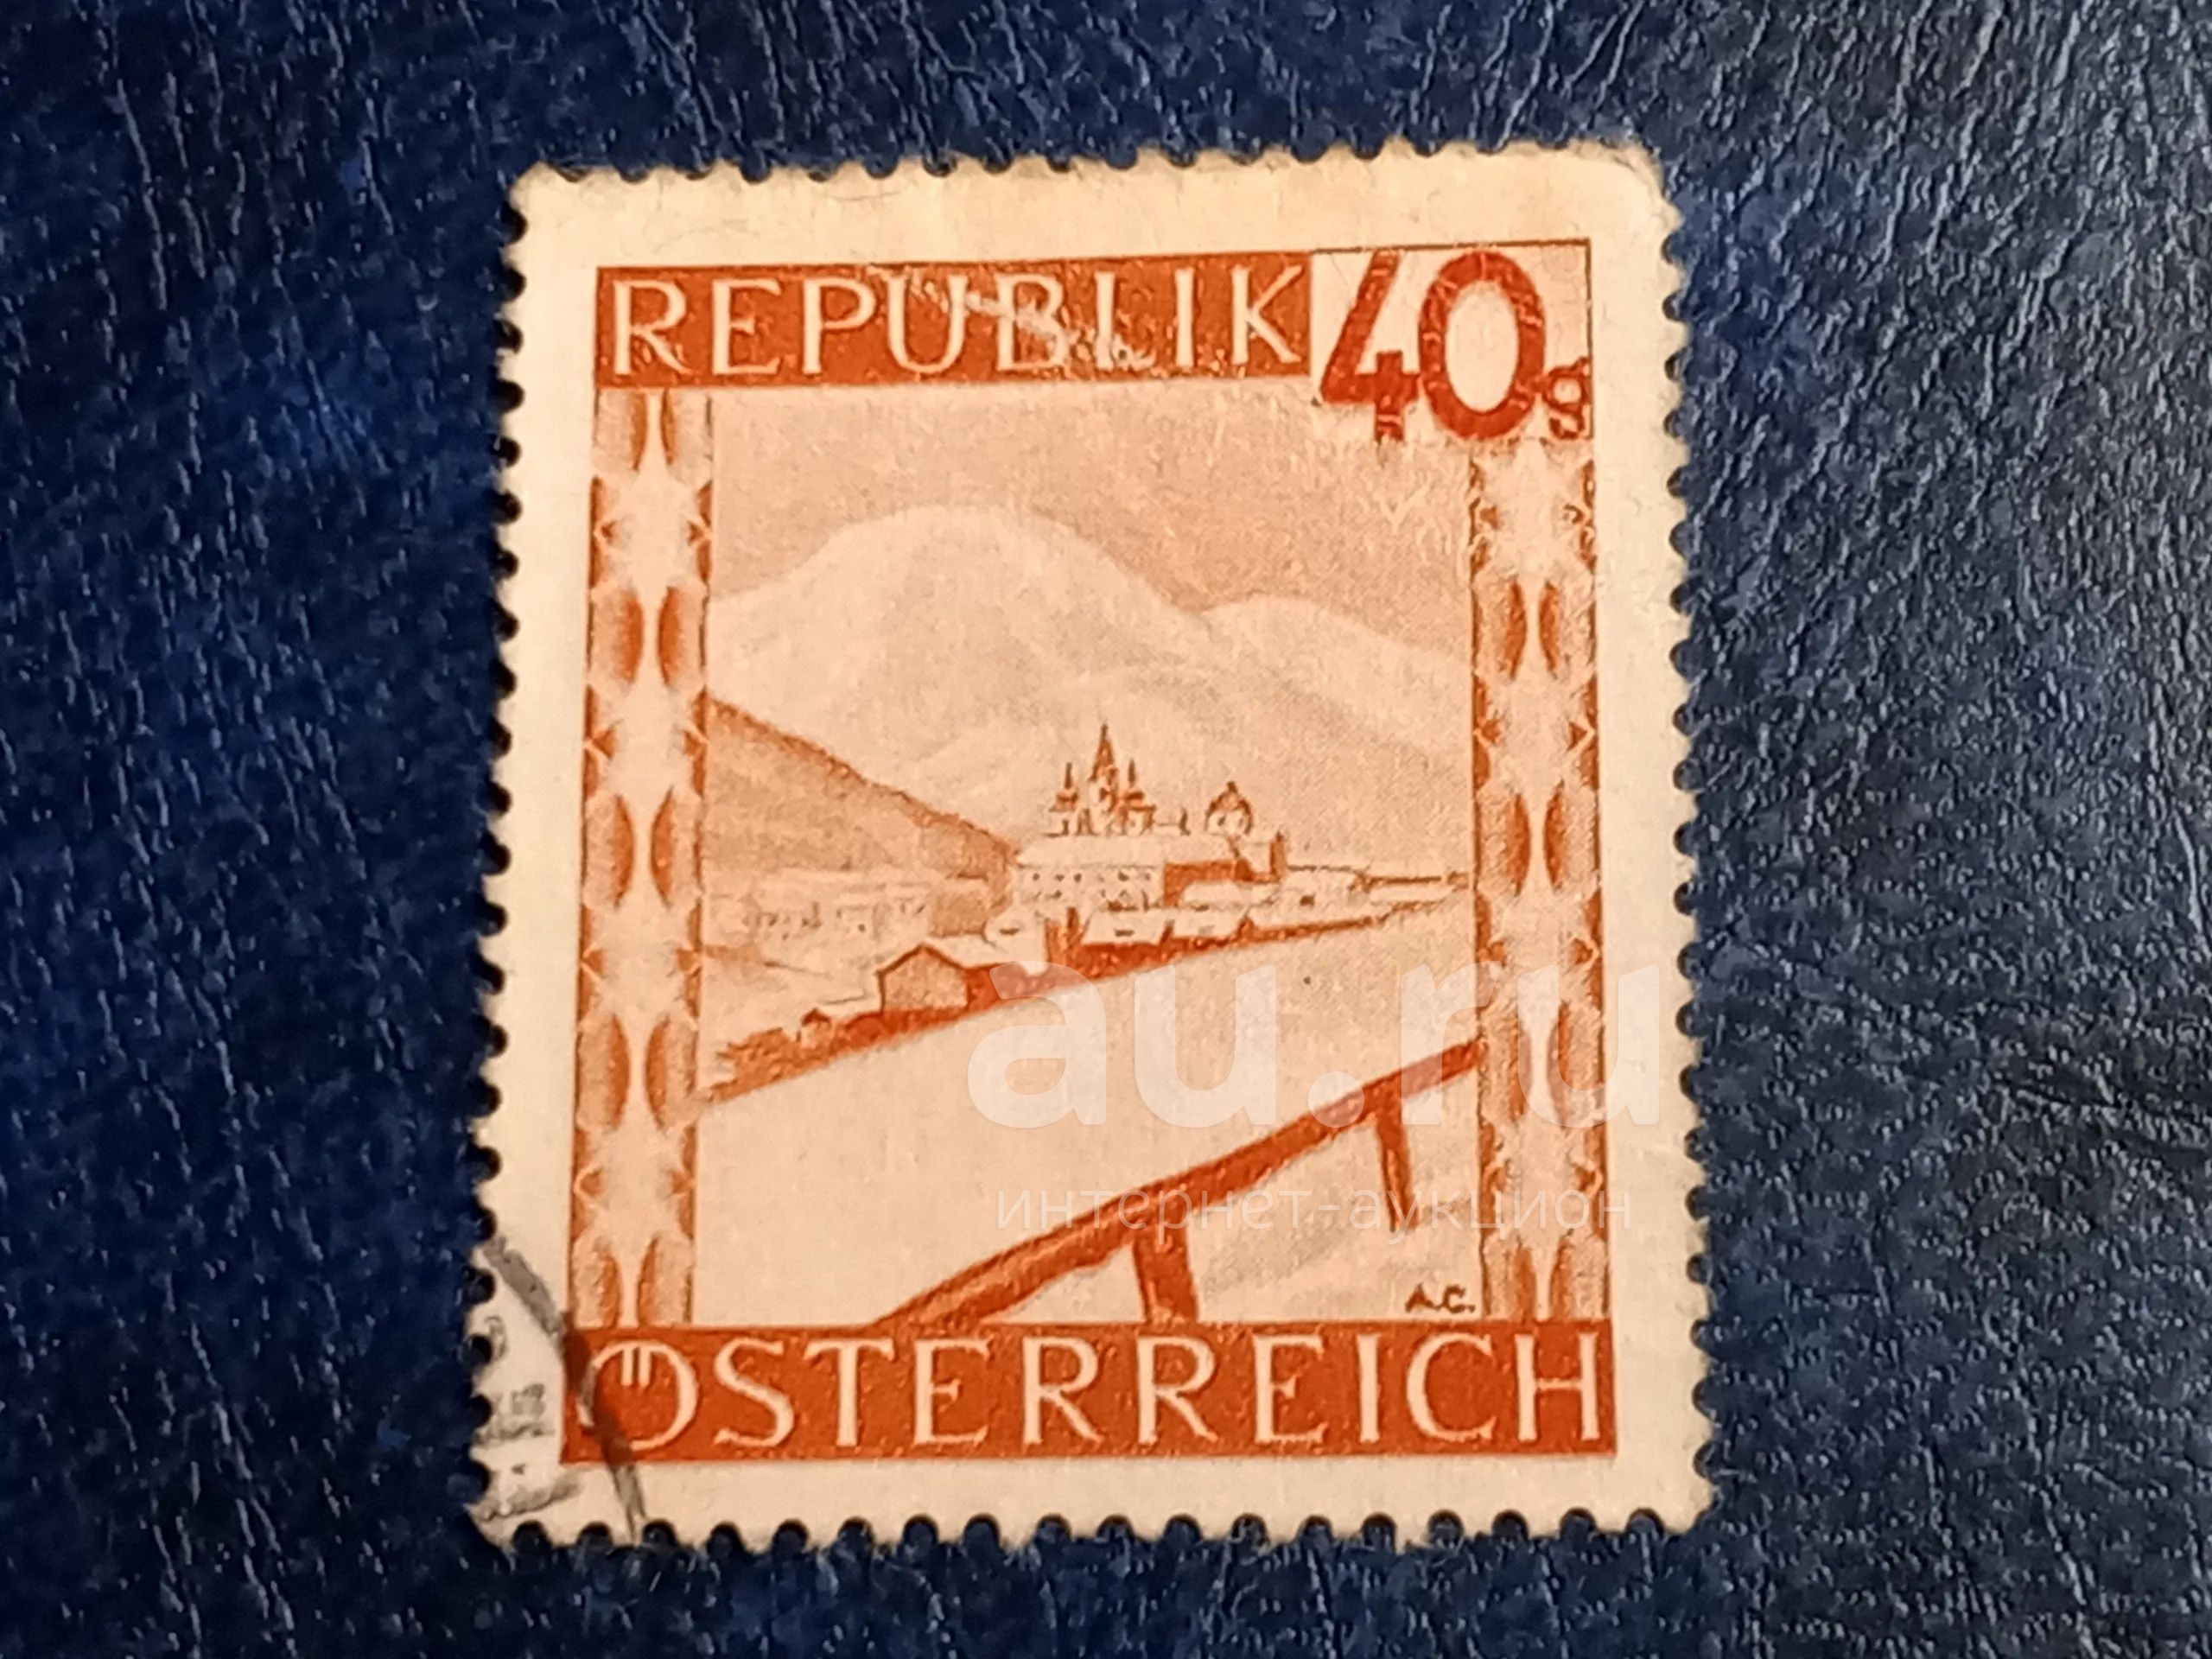 REPUBLIK 40g
au.ru
интернет-аукцион
A.C.
ÖSTERREICH